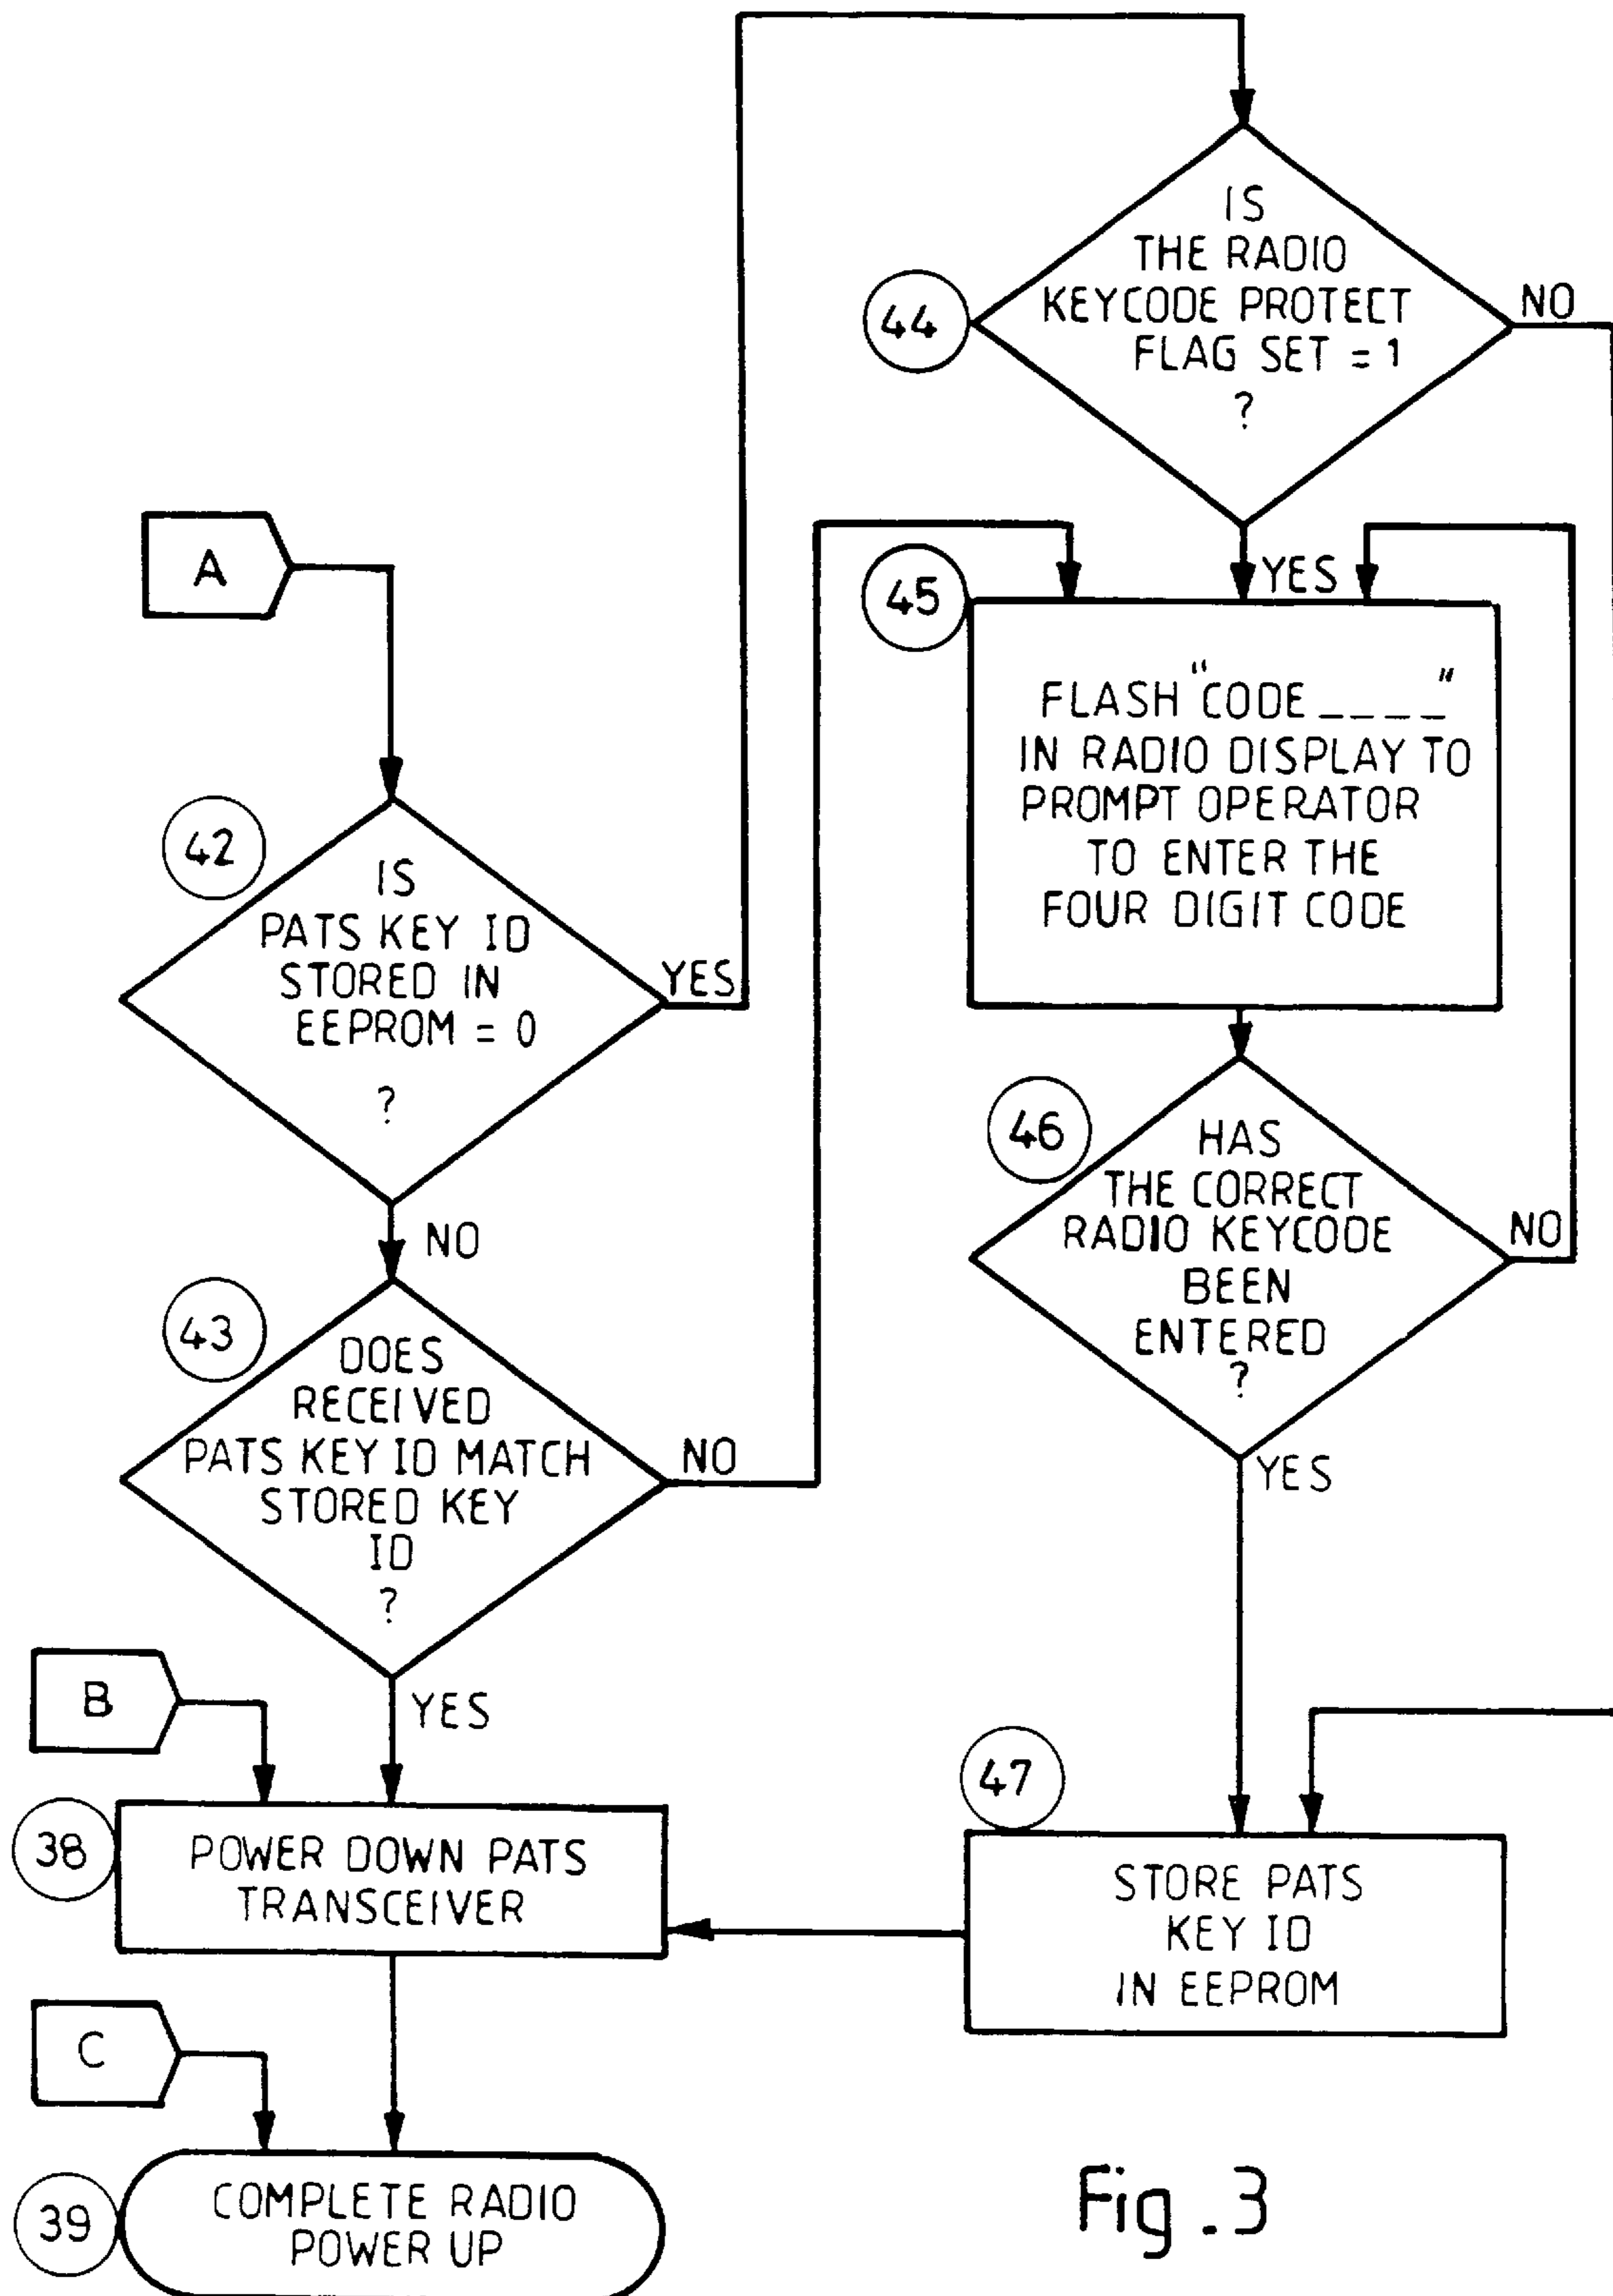 IS
THE RADIO
KEYCODE PROTECT
FLAG SET = 1
?
44
NO
YES
A
42
IS
PATS KEY ID
STORED IN
EEPROM = 0
?
YES
NO
45
FLASH "CODE_ _ _ _"
IN RADIO DISPLAY TO
PROMPT OPERATOR
TO ENTER THE
FOUR DIGIT CODE
46
HAS
THE CORRECT
RADIO KEYCODE
BEEN
ENTERED
?
NO
YES
43
DOES
RECEIVED
PATS KEY ID MATCH
STORED KEY
ID
?
NO
YES
B
38
POWER DOWN PATS
TRANSCEIVER
47
STORE PATS
KEY ID
IN EEPROM
C
39
COMPLETE RADIO
POWER UP
Fig. 3